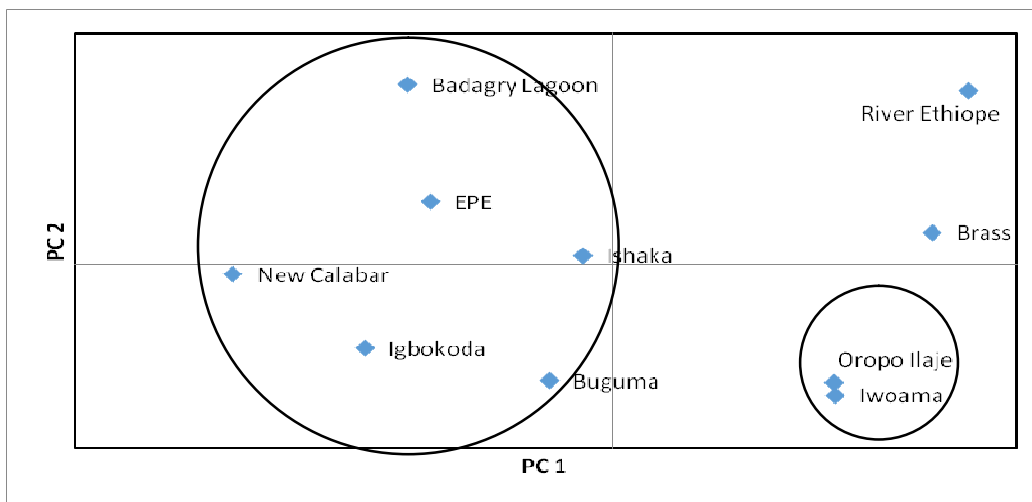 Badagry Lagoon
River Ethiope
EPE
Brass
Ishaka
New Calabar
Igbokoda
Oropo Ilaje
Buguma
Iwoama
PC 2
PC 1